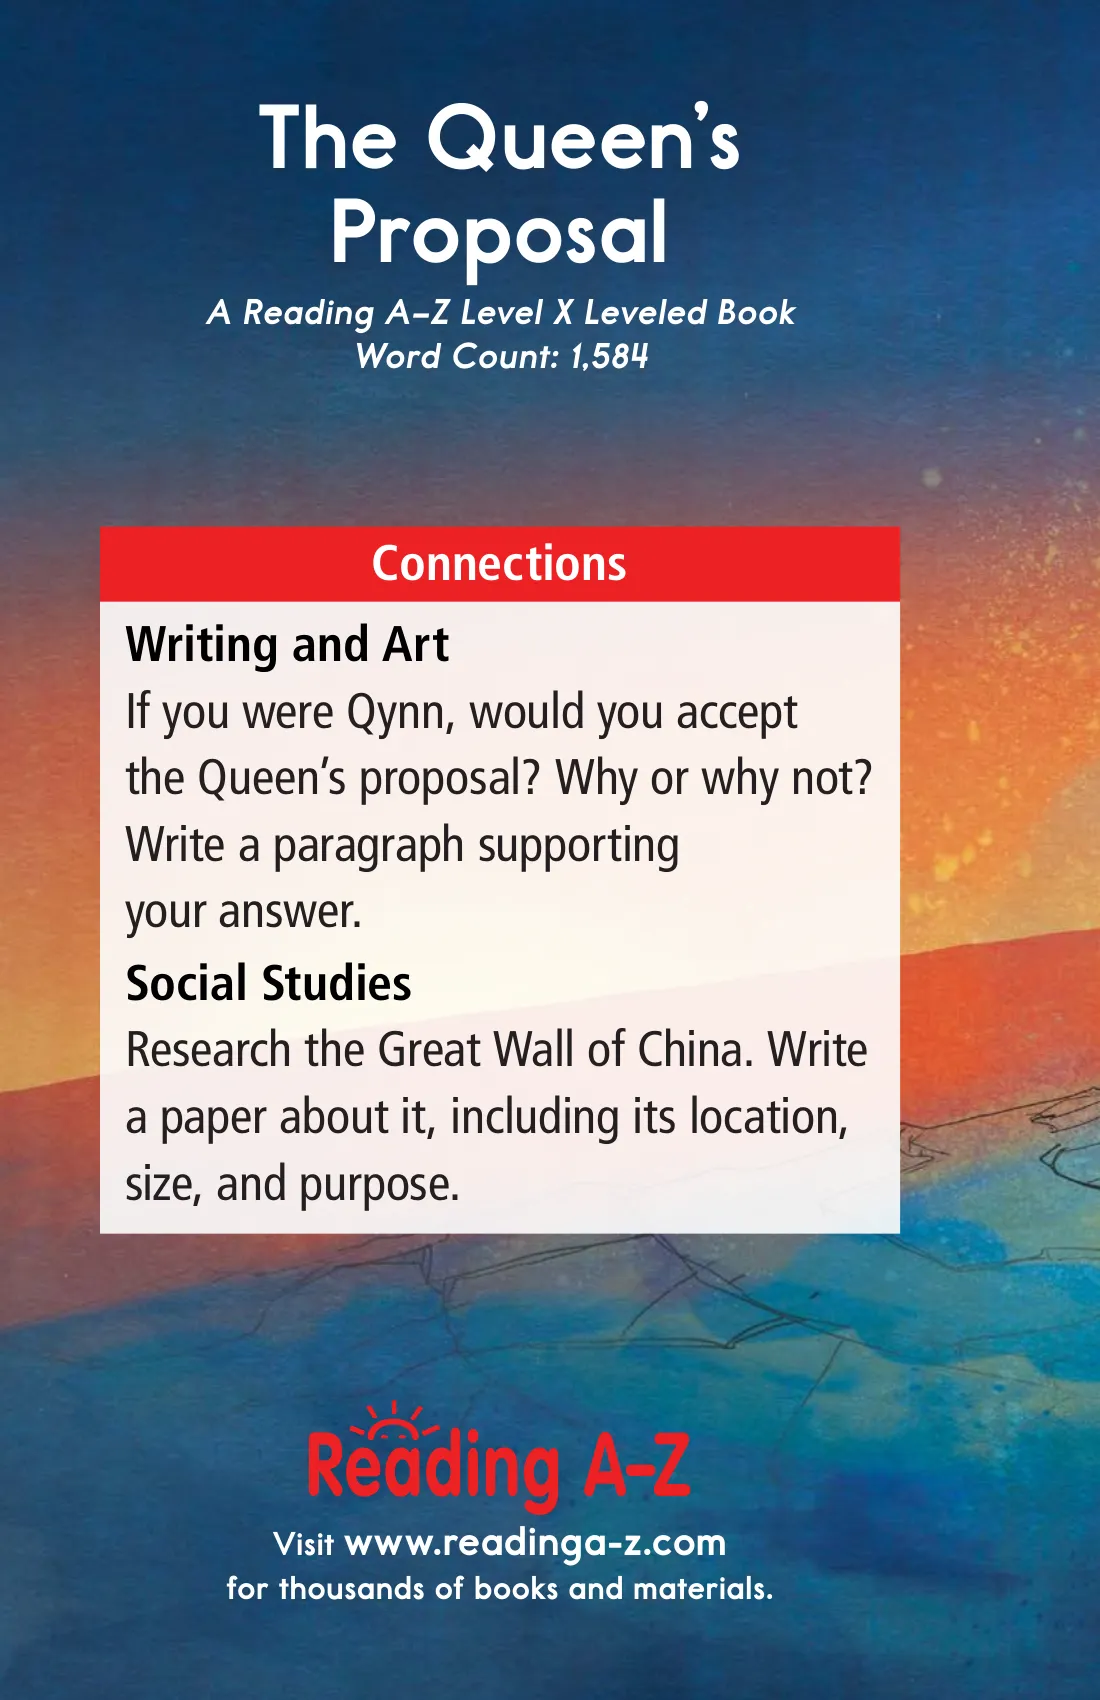 The Queen’s
Proposal
A Reading A–Z Level X Leveled Book
Word Count: 1,584
Connections
Writing and Art
If you were Qynn, would you accept
the Queen’s proposal? Why or why not?
Write a paragraph supporting
your answer.
Social Studies
Research the Great Wall of China. Write
a paper about it, including its location,
size, and purpose.
Reading A–Z
Visit www.readinga-z.com
for thousands of books and materials.